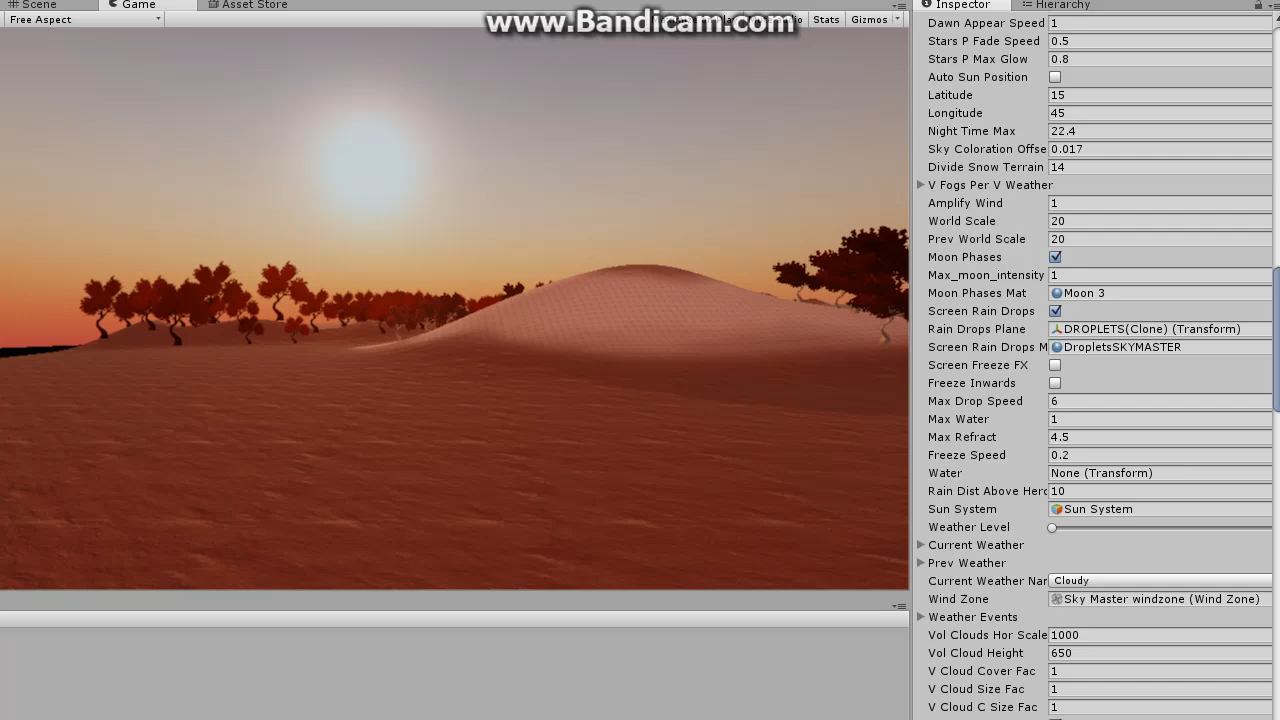 Scene Game Asset Store
Inspector Hierarchy
Free Aspect
Stats Gizmos
www.Bandicam.com
Dawn Appear Speed 1
Stars P Fade Speed 0.5
Stars P Max Glow 0.8
Auto Sun Position
Latitude 15
Longitude 45
Night Time Max 22.4
Sky Coloration Offse 0.017
Divide Snow Terrain 14
V Fogs Per V Weather
Amplify Wind 1
World Scale 20
Prev World Scale 20
Moon Phases
Max_moon_intensity 1
Moon Phases Mat Moon 3
Screen Rain Drops
Rain Drops Plane DROPLETS(Clone) (Transform)
Screen Rain Drops M DropletsSKYMASTER
Screen Freeze FX
Freeze Inwards
Max Drop Speed 6
Max Water 1
Max Refract 4.5
Freeze Speed 0.2
Water None (Transform)
Rain Dist Above Hero 10
Sun System Sun System
Weather Level
Current Weather
Prev Weather
Current Weather Nar Cloudy
Wind Zone Sky Master windzone (Wind Zone)
Weather Events
Vol Clouds Hor Scale 1000
Vol Cloud Height 650
V Cloud Cover Fac 1
V Cloud Size Fac 1
V Cloud C Size Fac 1